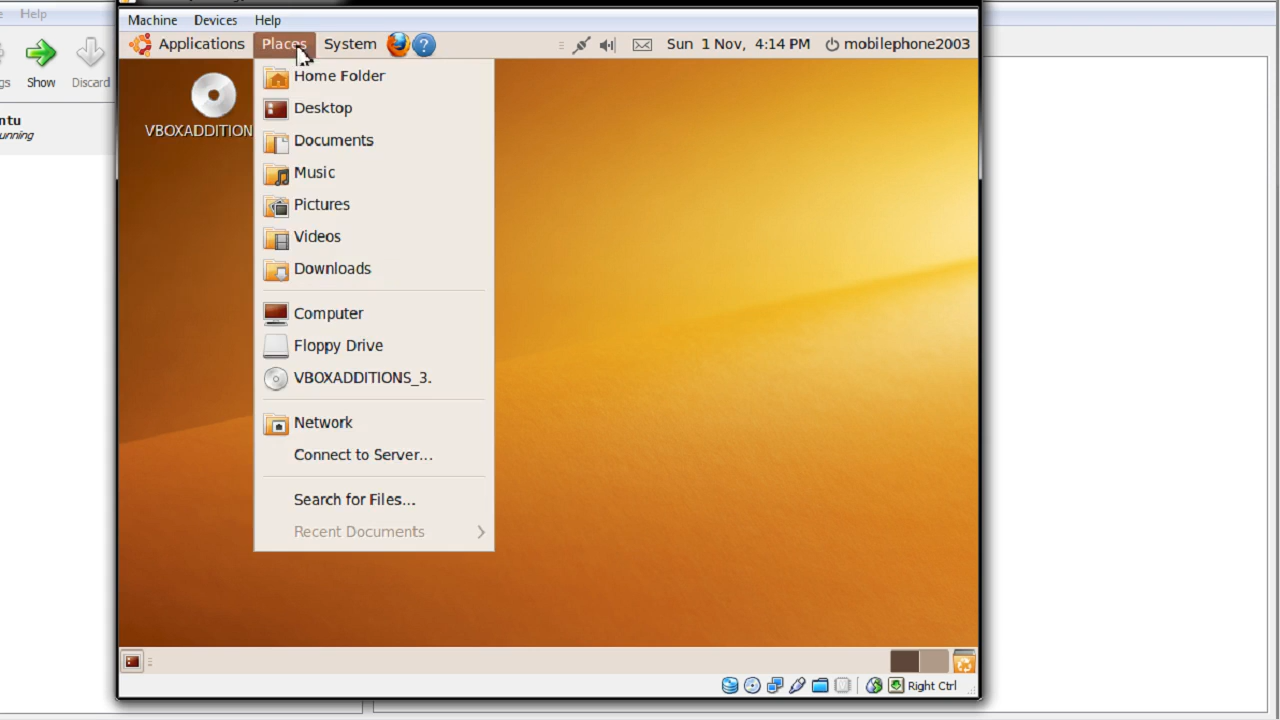 Help
Machine Devices Help
Applications Places System ? Sun 1 Nov, 4:14 PM mobilephone2003
Show Discard
VBOXADDITION
Home Folder
Desktop
Documents
Music
Pictures
Videos
Downloads
Computer
Floppy Drive
VBOXADDITIONS_3.
Network
Connect to Server...
Search for Files...
Recent Documents
Right Ctrl